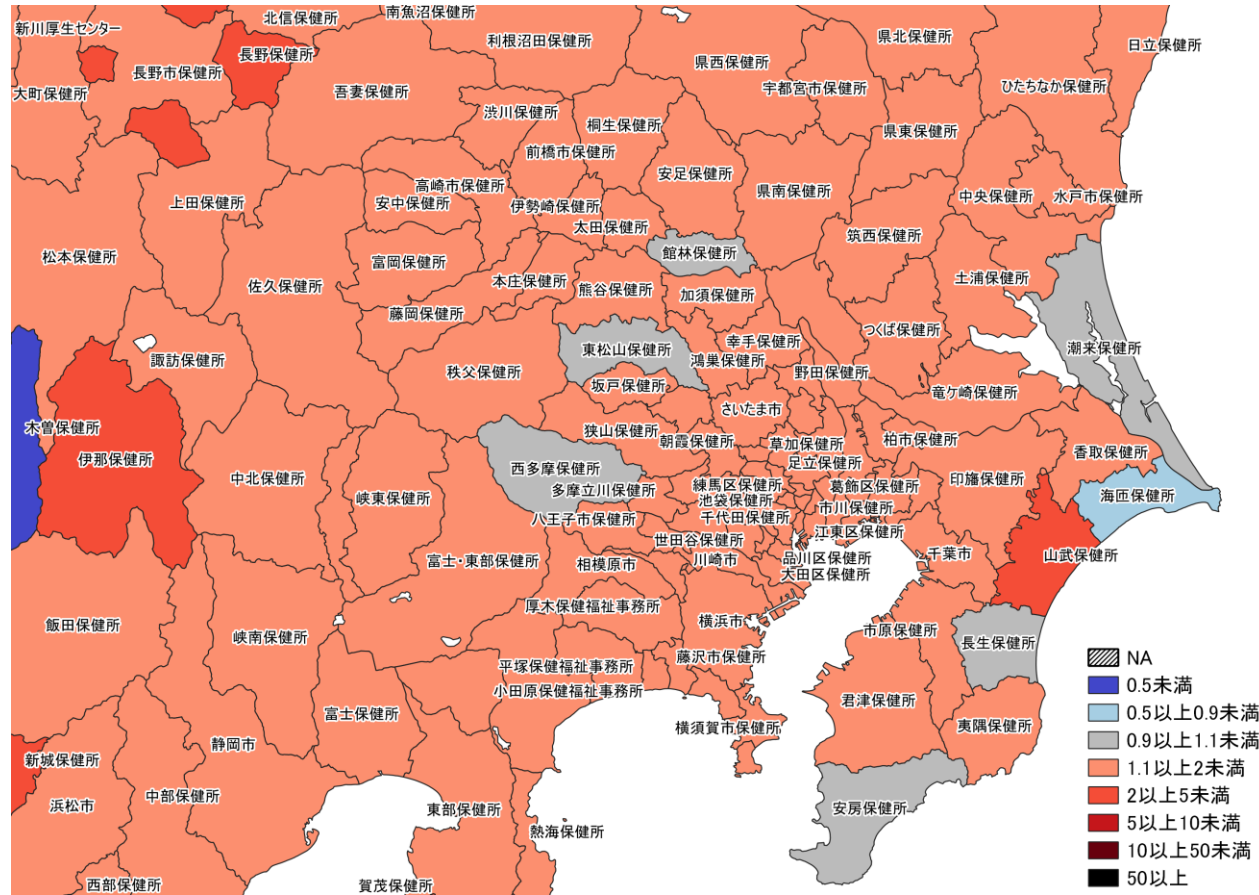 北信保健所
南魚沼保健所
新川厚生センター
利根沼田保健所
県北保健所
日立保健所
長野保健所
県西保健所
長野市保健所
大町保健所
吾妻保健所
宇都宮市保健所
ひたちなか保健所
渋川保健所
桐生保健所
県東保健所
前橋市保健所
安足保健所
県南保健所
高崎市保健所
中央保健所
水戸市保健所
上田保健所
安中保健所
伊勢崎保健所
太田保健所
筑西保健所
松本保健所
館林保健所
富岡保健所
佐久保健所
本庄保健所
熊谷保健所
加須保健所
土浦保健所
藤岡保健所
つくば保健所
幸手保健所
潮来保健所
東松山保健所
諏訪保健所
鴻巣保健所
秩父保健所
野田保健所
坂戸保健所
竜ケ崎保健所
さいたま市
木曽保健所
狭山保健所
朝霞保健所
草加保健所
柏市保健所
香取保健所
伊那保健所
西多摩保健所
足立保健所
中北保健所
峡東保健所
印旛保健所
練馬区保健所
葛飾区保健所
多摩立川保健所
海匝保健所
池袋保健所
市川保健所
八王子市保健所
千代田保健所
江東区保健所
世田谷保健所
富士・東部保健所
相模原市
川崎市
品川区保健所
千葉市
山武保健所
大田区保健所
厚木保健福祉事務所
飯田保健所
横浜市
市原保健所
峡南保健所
長生保健所
藤沢市保健所
平塚保健福祉事務所
小田原保健福祉事務所
君津保健所
富士保健所
横須賀市保健所
夷隅保健所
静岡市
新城保健所
中部保健所
浜松市
東部保健所
安房保健所
熱海保健所
西部保健所
賀茂保健所
NA
0.5未満
0.5以上0.9未満
0.9以上1.1未満
1.1以上2未満
2以上5未満
5以上10未満
10以上50未満
50以上